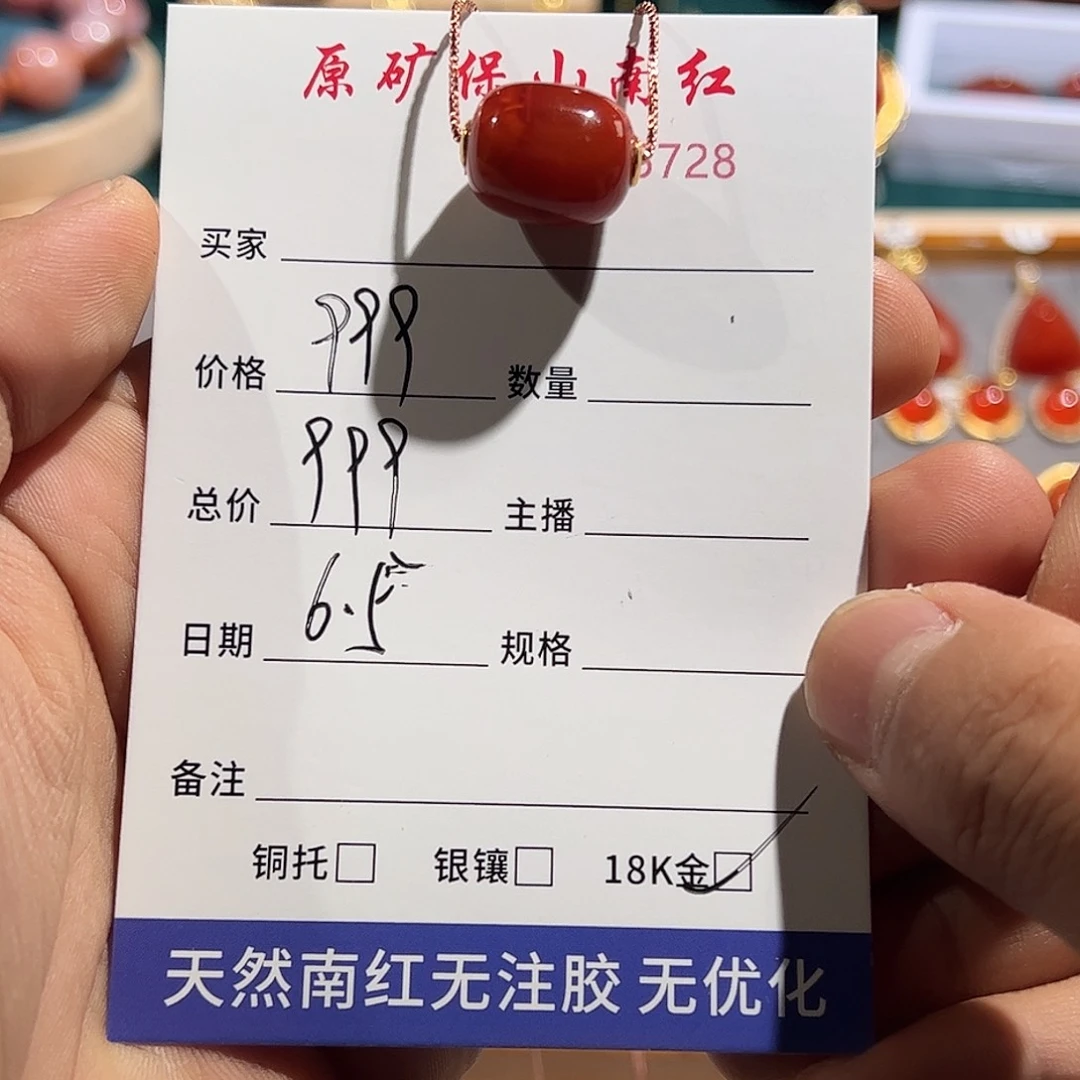 原矿保山南红
8728
买家
价格 999 数量
总价 999 主播
日期 6.5 规格
备注
铜托 银镶 18K金
天然南红无注胶 无优化